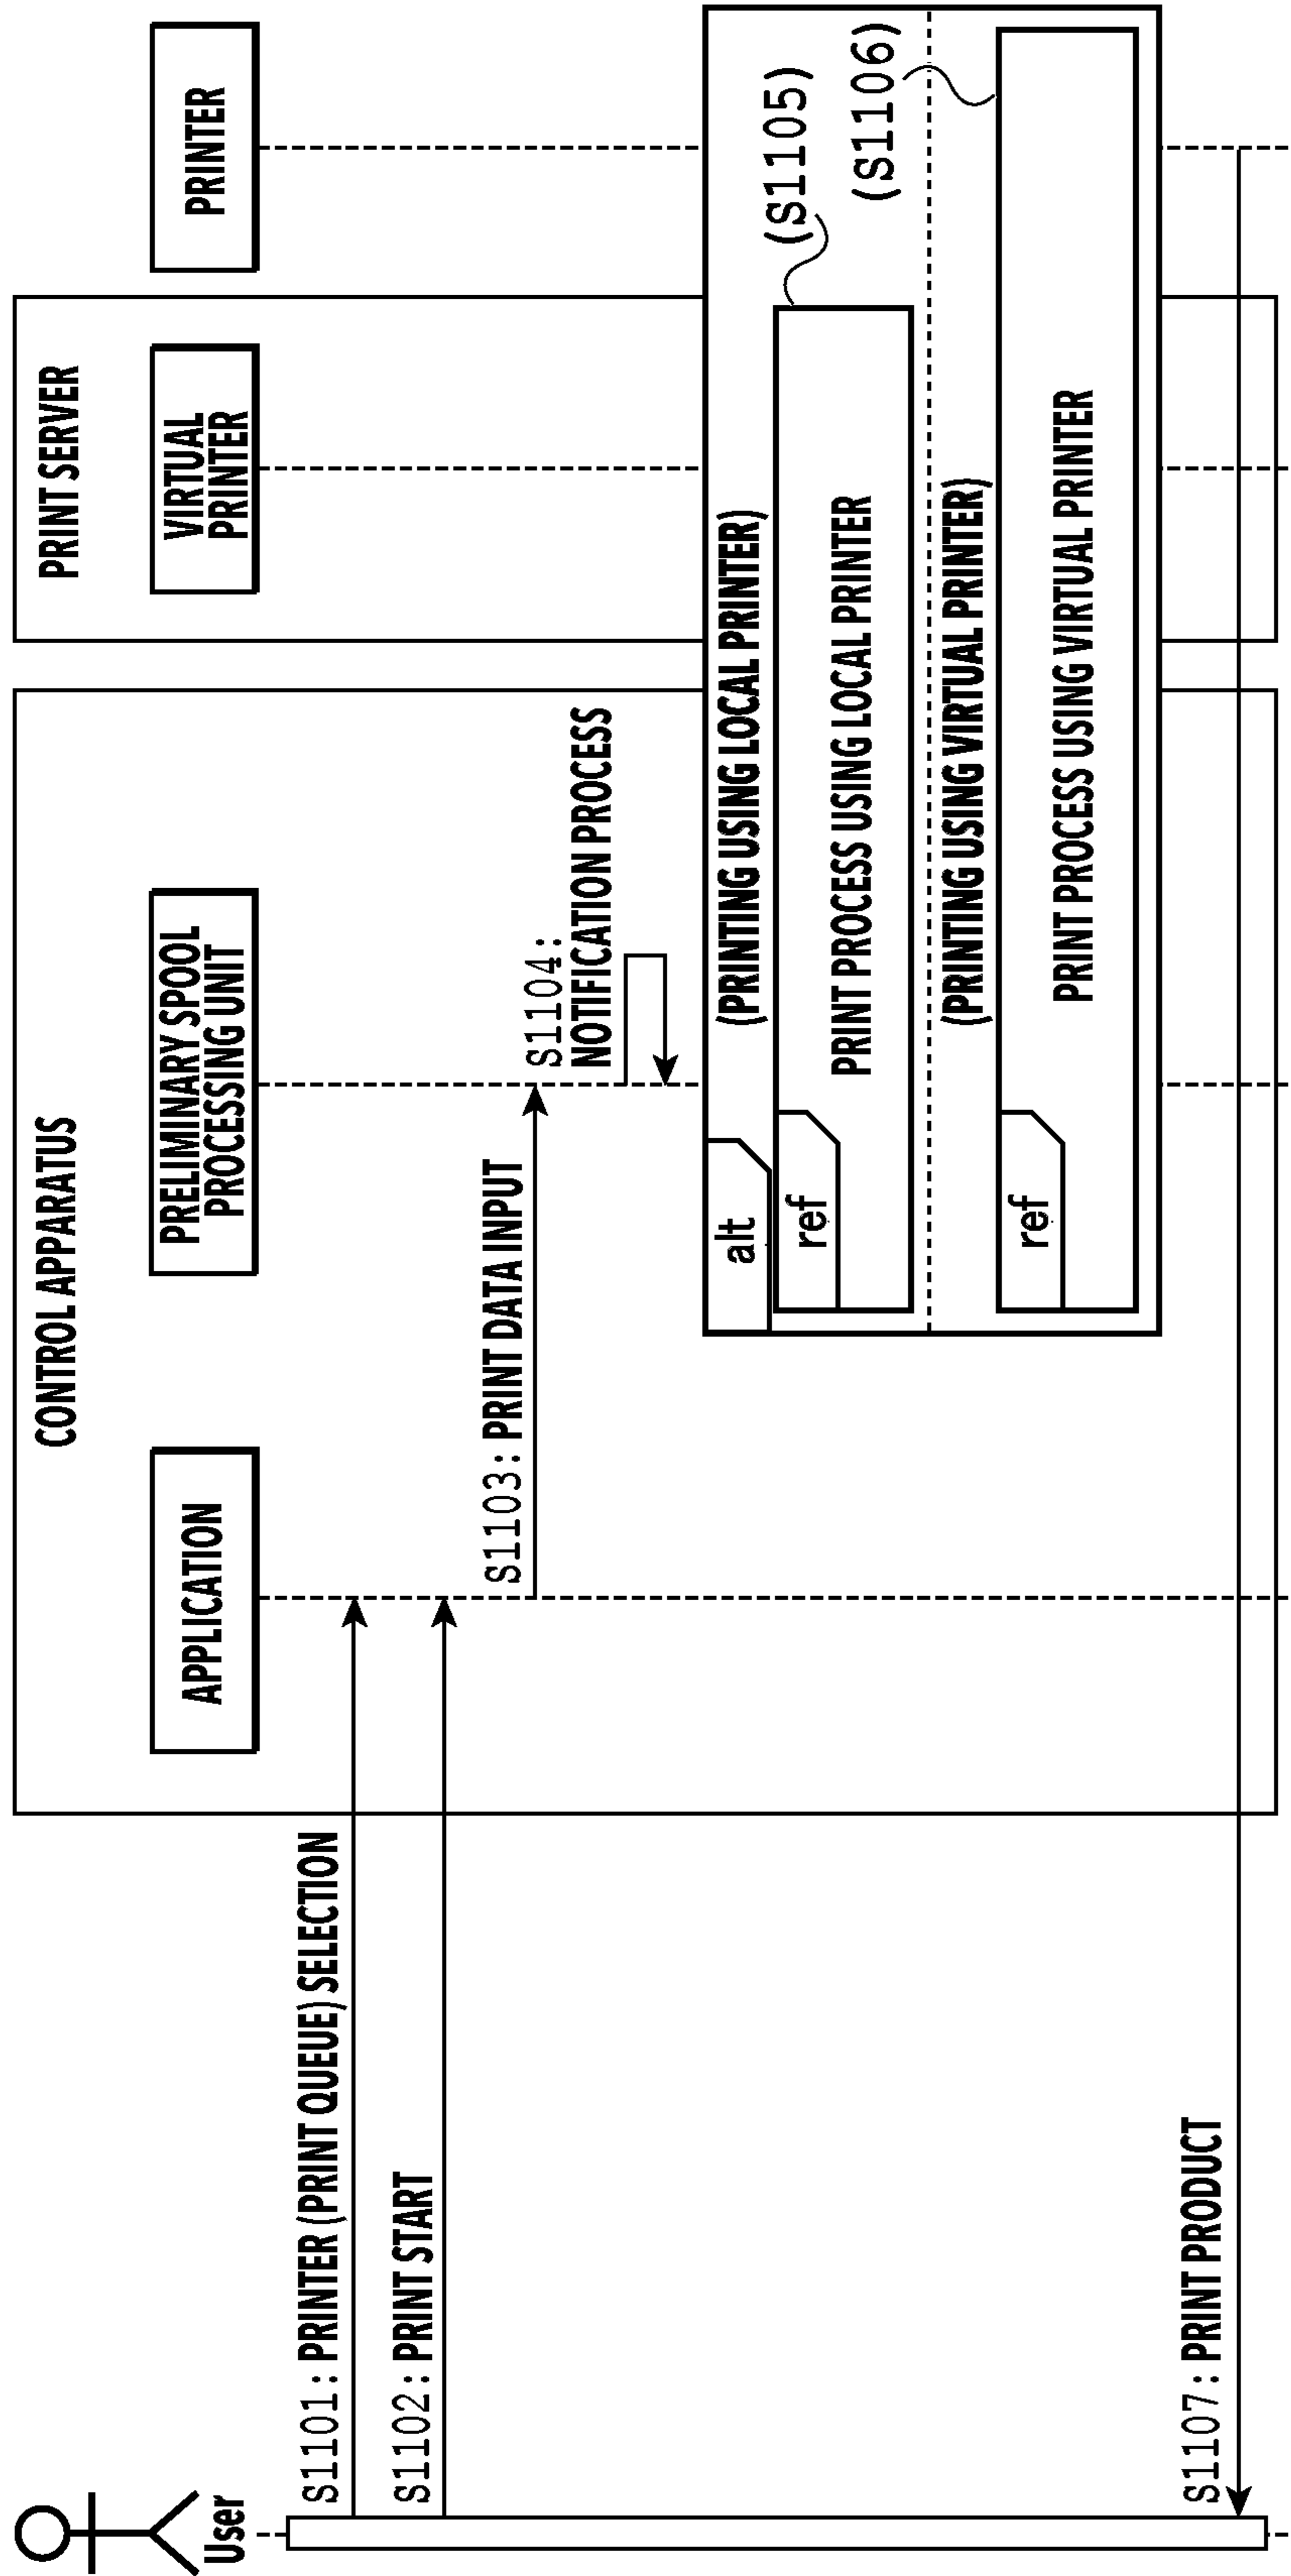 CONTROL APPARATUS
PRINT SERVER
User
APPLICATION
PRELIMINARY SPOOL
PROCESSING UNIT
VIRTUAL
PRINTER
PRINTER
S1101: PRINTER (PRINT QUEUE) SELECTION
S1102: PRINT START
S1103: PRINT DATA INPUT
S1104:
NOTIFICATION PROCESS
alt
(PRINTING USING LOCAL PRINTER)
(S1105)
ref
PRINT PROCESS USING LOCAL PRINTER
(S1106)
(PRINTING USING VIRTUAL PRINTER)
ref
PRINT PROCESS USING VIRTUAL PRINTER
S1107: PRINT PRODUCT